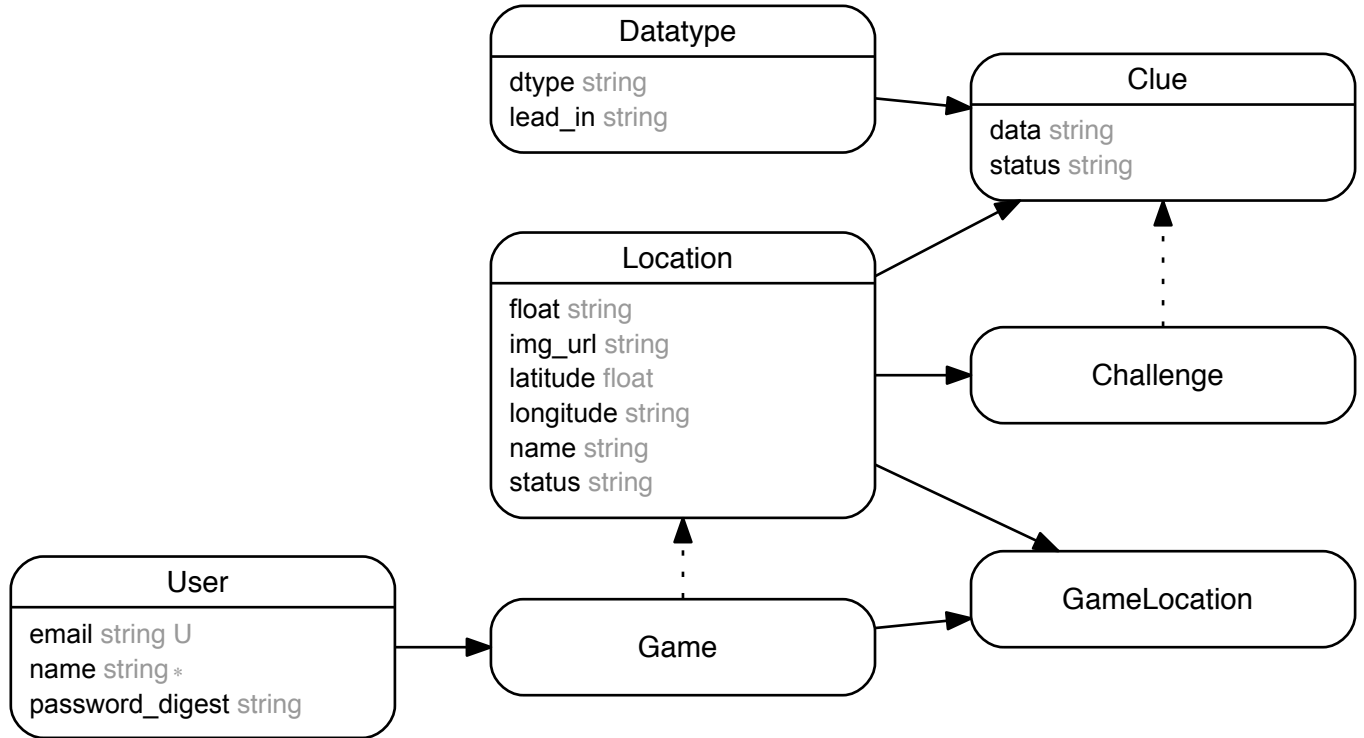 Datatype
dtype string
lead_in string
Clue
data string
status string
Location
float string
img_url string
latitude float
longitude string
name string
status string
Challenge
User
email string U
name string *
password_digest string
Game
GameLocation